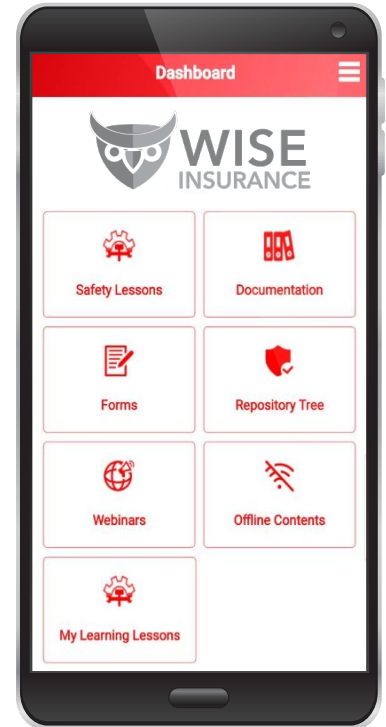 Dashboard
WISE
INSURANCE
Safety Lessons
Documentation
Forms
Repository Tree
Webinars
Offline Contents
My Learning Lessons